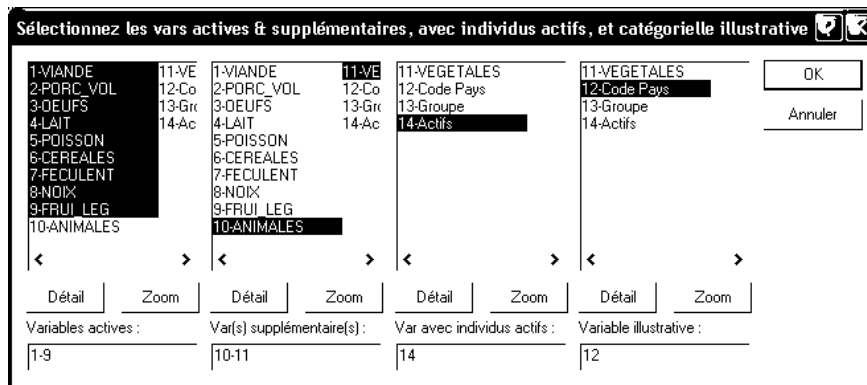 Sélectionnez les vars actives & supplémentaires, avec individus actifs, et catégorielle illustrative
1-VIANDE 11-VE
2-PORC_VOL 12-Co
3-OEUFS 13-Gr
4-LAIT 14-Ac
5-POISSON
6-CEREALES
7-FECULENT
8-NOIX
9-FRUI_LEG
10-ANIMALES
1-VIANDE 11-VE
2-PORC_VOL 12-Co
3-OEUFS 13-Gr
4-LAIT 14-Ac
5-POISSON
6-CEREALES
7-FECULENT
8-NOIX
9-FRUI_LEG
10-ANIMALES
11-VEGETALES
12-Code Pays
13-Groupe
14-Actifs
11-VEGETALES
12-Code Pays
13-Groupe
14-Actifs
OK
Annuler
Détail Zoom Détail Zoom Détail Zoom Détail Zoom
Variables actives : Var(s) supplémentaire(s) : Var avec individus actifs : Variable illustrative :
1-9 10-11 14 12